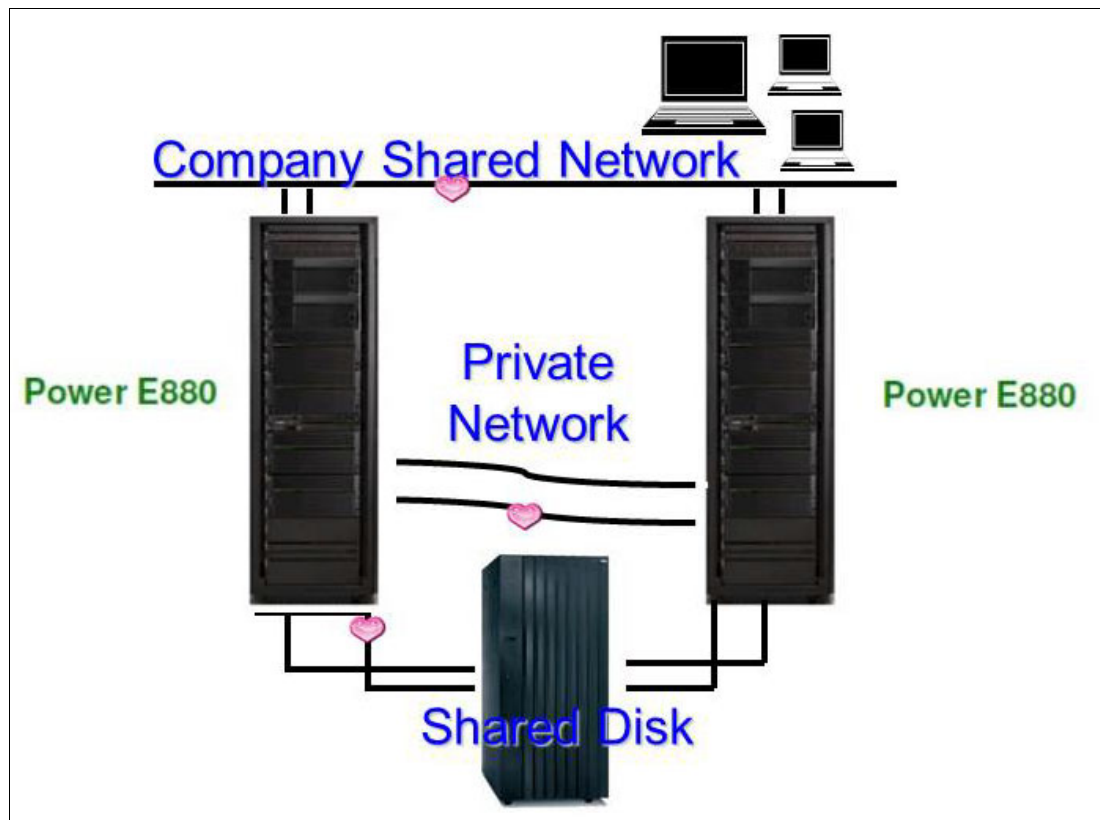 Company Shared Network
Private
Network
Power E880
Power E880
Shared Disk